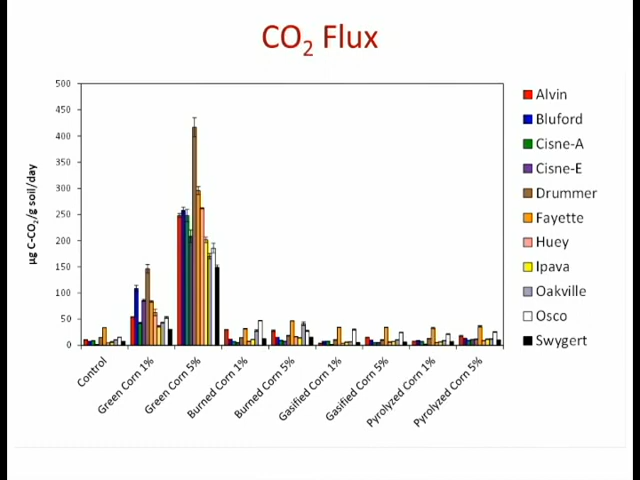 CO₂ Flux
500
450
400
350
300
250
200
150
100
50
0
µg C-CO₂/g soil/day
Control
Green Corn 1%
Green Corn 5%
Burned Corn 1%
Burned Corn 5%
Gasified Corn 1%
Gasified Corn 5%
Pyrolyzed Corn 1%
Pyrolyzed Corn 5%
Alvin
Bluford
Cisne-A
Cisne-E
Drummer
Fayette
Huey
Ipava
Oakville
Osco
Swygert